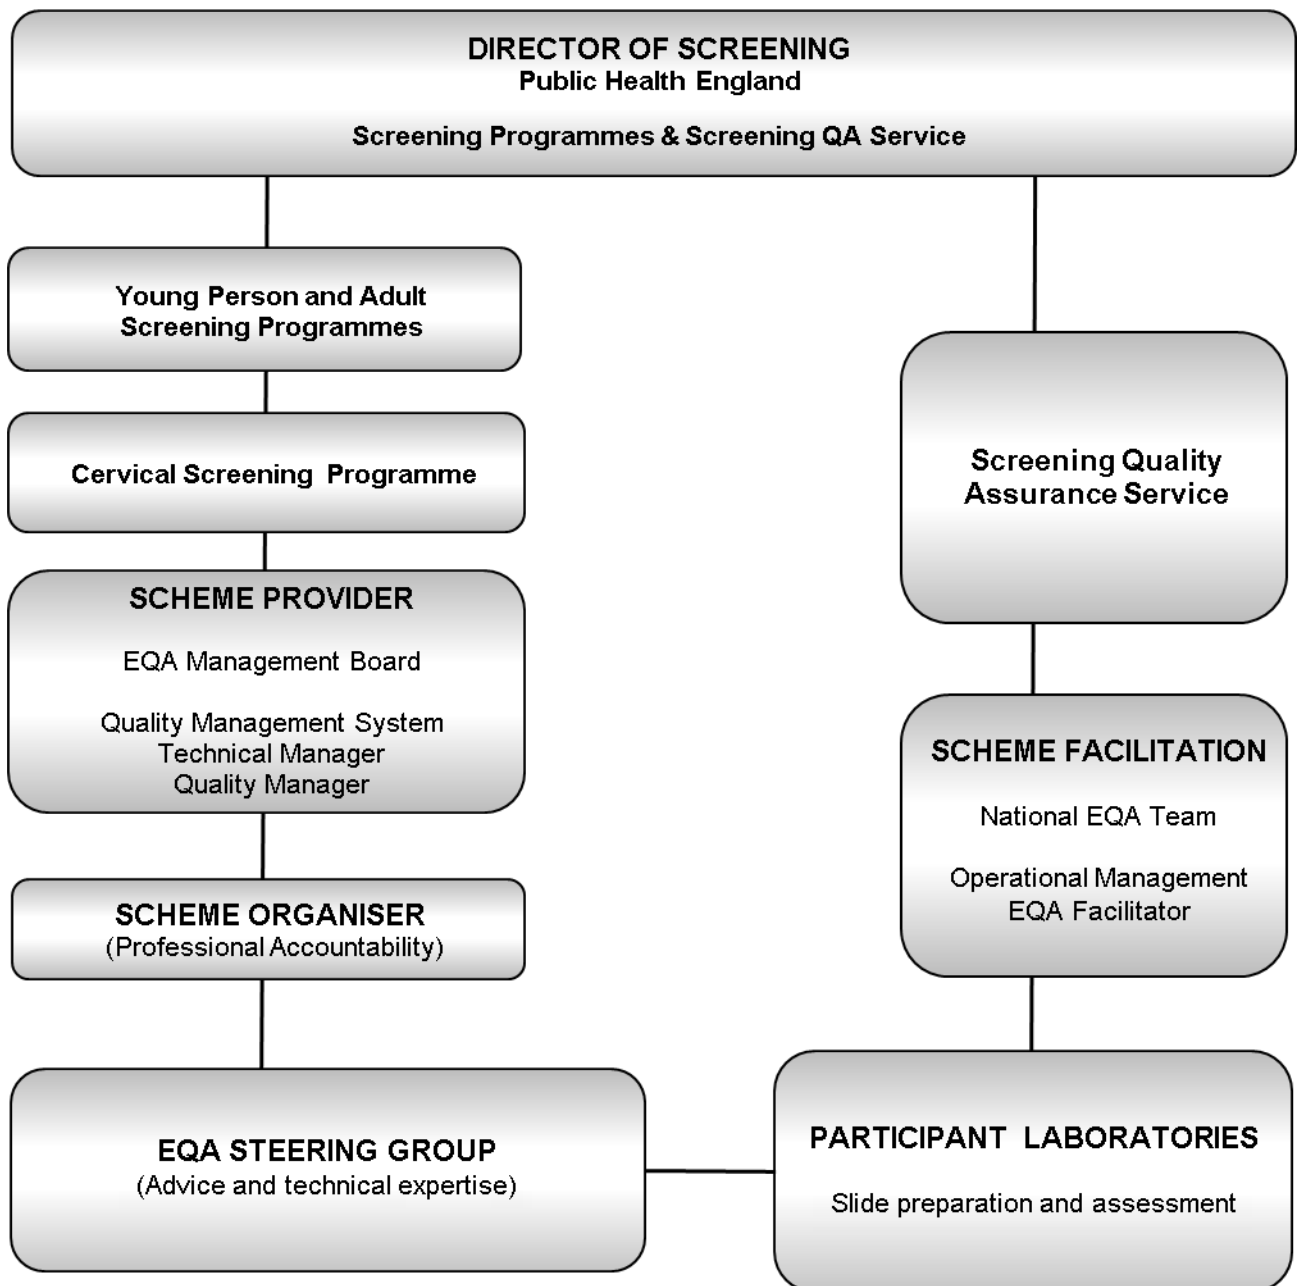 DIRECTOR OF SCREENING
Public Health England
Screening Programmes & Screening QA Service
Young Person and Adult
Screening Programmes
Cervical Screening Programme
SCHEME PROVIDER
EQA Management Board
Quality Management System
Technical Manager
Quality Manager
SCHEME ORGANISER
(Professional Accountability)
EQA STEERING GROUP
(Advice and technical expertise)
Screening Quality
Assurance Service
SCHEME FACILITATION
National EQA Team
Operational Management
EQA Facilitator
PARTICIPANT LABORATORIES
Slide preparation and assessment